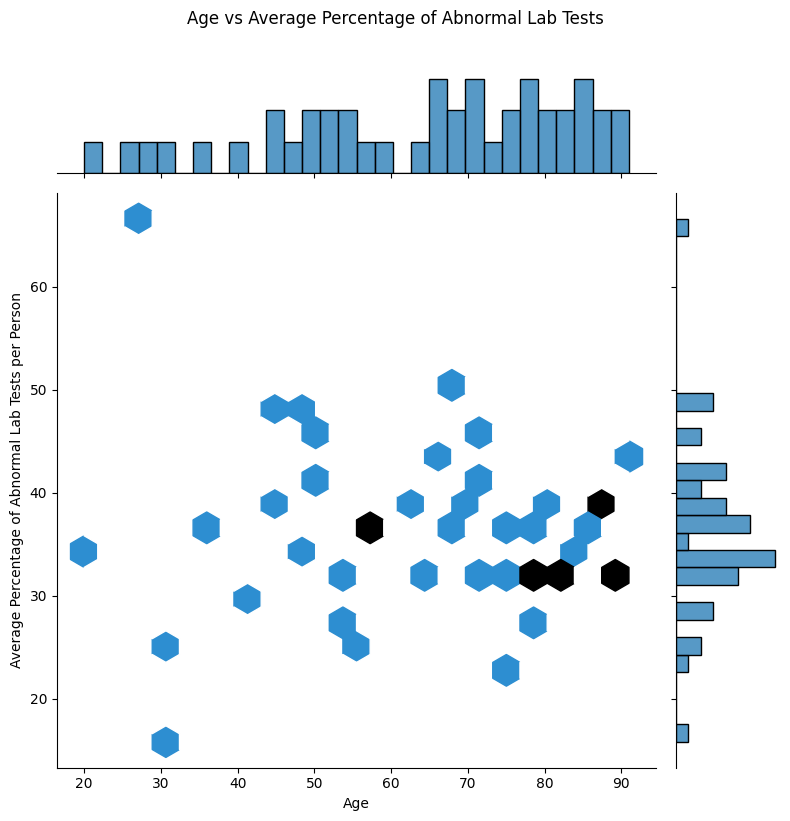 Age vs Average Percentage of Abnormal Lab Tests
Average Percentage of Abnormal Lab Tests per Person
60
50
40
30
20
20 30 40 50 60 70 80 90
Age